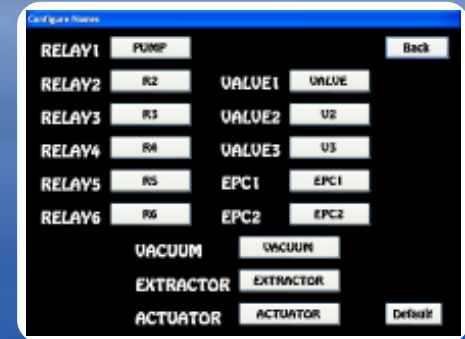 Configure Names
RELAY1 PUMP Back
RELAY2 R2 VALVE1 VALVE
RELAY3 R3 VALVE2 V2
RELAY4 R4 VALVE3 V3
RELAY5 R5 EPC1 EPC1
RELAY6 R6 EPC2 EPC2
VACUUM VACUUM
EXTRACTOR EXTRACTOR
ACTUATOR ACTUATOR Default